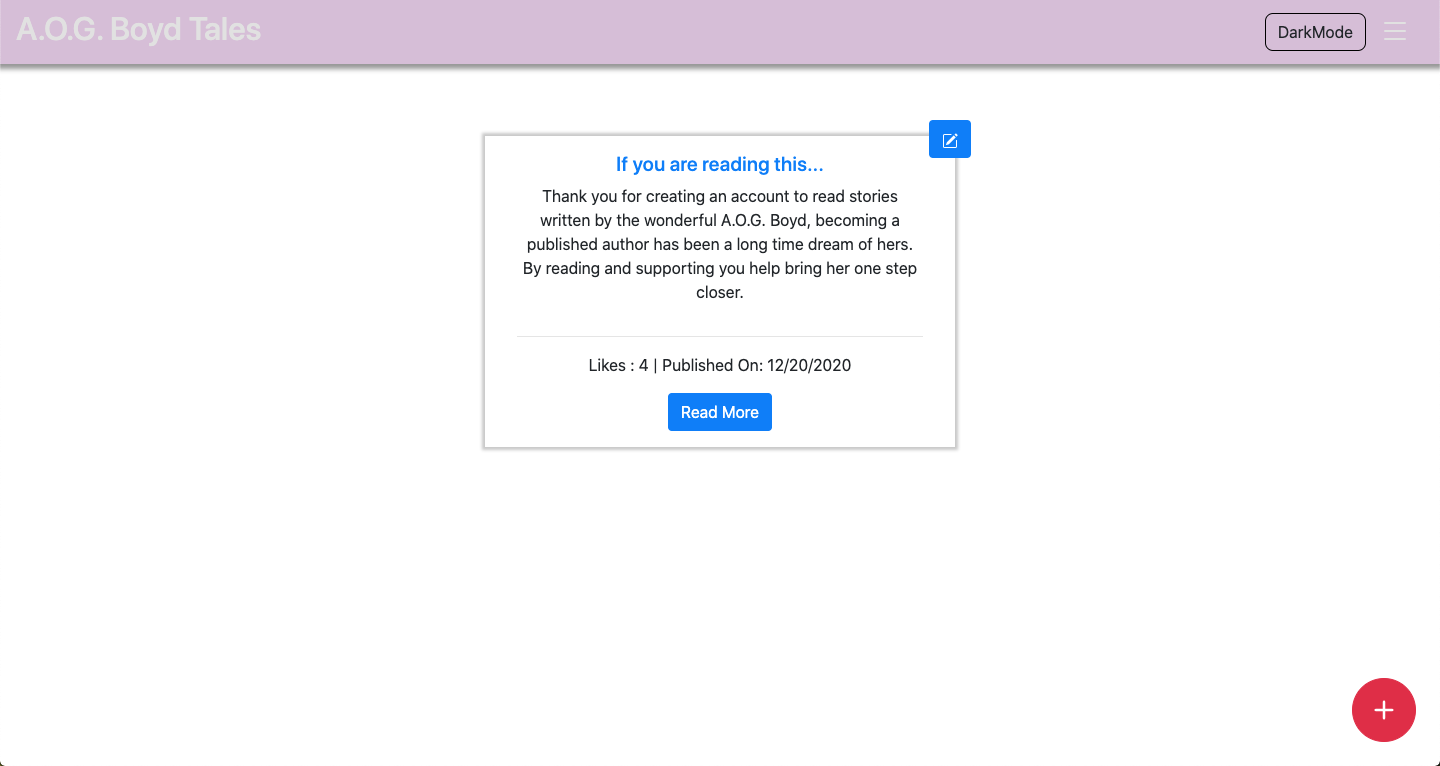 A.O.G. Boyd Tales
DarkMode
If you are reading this...
Thank you for creating an account to read stories
written by the wonderful A.O.G. Boyd, becoming a
published author has been a long time dream of hers.
By reading and supporting you help bring her one step
closer.
Likes : 4 | Published On: 12/20/2020
Read More